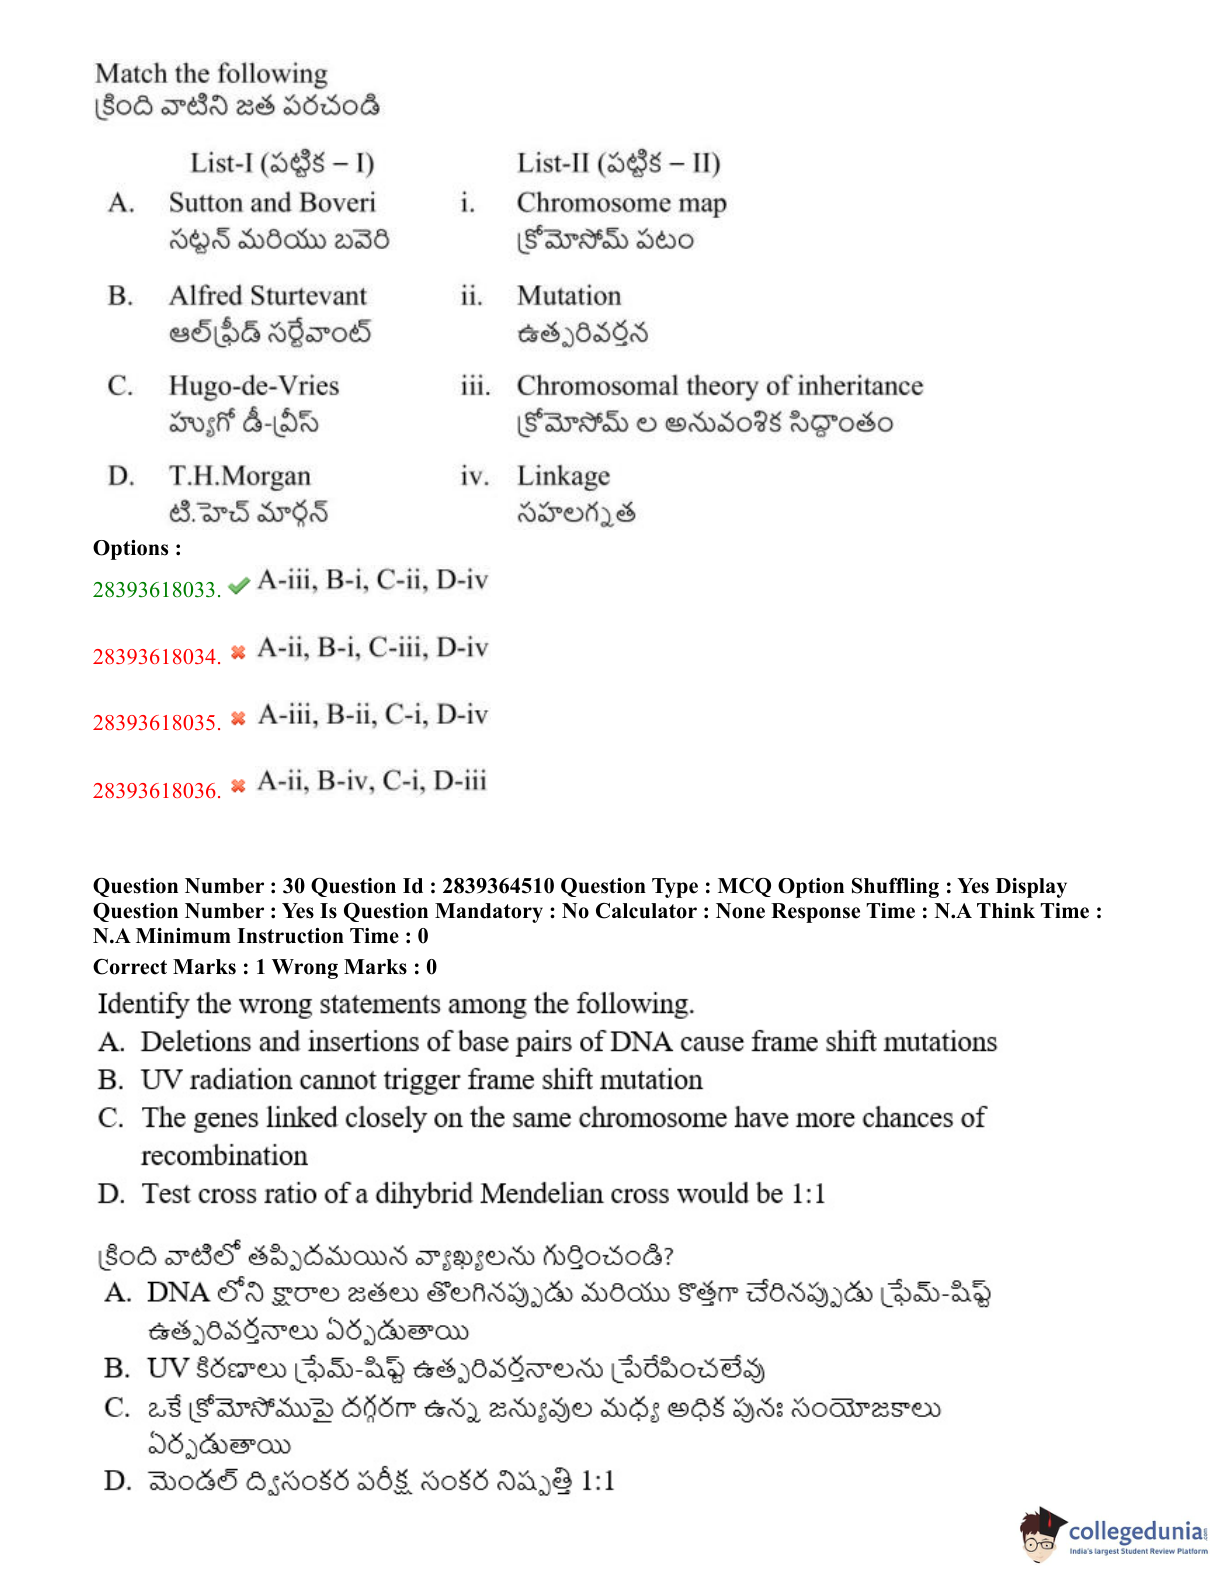 Match the following
క్రింది వాటిని జత పరచండి
List-I (పట్టిక – I) List-II (పట్టిక – II)
A. Sutton and Boveri i. Chromosome map
సట్టన్ మరియు బవెరి క్రోమోసోమ్ పటం
B. Alfred Sturtevant ii. Mutation
ఆల్‌ఫ్రీడ్ సర్టేవాంట్ ఉత్పరివర్తన
C. Hugo-de-Vries iii. Chromosomal theory of inheritance
హ్యుగో డీ-వ్రీస్ క్రోమోసోమ్ ల అనువంశిక సిద్ధాంతం
D. T.H.Morgan iv. Linkage
టి.హెచ్ మార్గన్ సహలగ్నత
Options :
28393618033. A-iii, B-i, C-ii, D-iv
28393618034. A-ii, B-i, C-iii, D-iv
28393618035. A-iii, B-ii, C-i, D-iv
28393618036. A-ii, B-iv, C-i, D-iii
Question Number : 30 Question Id : 2839364510 Question Type : MCQ Option Shuffling : Yes Display
Question Number : Yes Is Question Mandatory : No Calculator : None Response Time : N.A Think Time :
N.A Minimum Instruction Time : 0
Correct Marks : 1 Wrong Marks : 0
Identify the wrong statements among the following.
A. Deletions and insertions of base pairs of DNA cause frame shift mutations
B. UV radiation cannot trigger frame shift mutation
C. The genes linked closely on the same chromosome have more chances of
recombination
D. Test cross ratio of a dihybrid Mendelian cross would be 1:1
క్రింది వాటిలో తప్పిదమయిన వ్యాఖ్యలను గుర్తించండి?
A. DNA లోని క్షారాల జతలు తొలగినప్పుడు మరియు కొత్తగా చేరినప్పుడు ఫ్రేమ్-షిఫ్ట్
ఉత్పరివర్తనాలు ఏర్పడుతాయి
B. UV కిరణాలు ఫ్రేమ్-షిఫ్ట్ ఉత్పరివర్తనాలను ప్రేరేపించలేవు
C. ఒకే క్రోమోసోముపై దగ్గరగా ఉన్న జన్యువుల మధ్య అధిక పునః సంయోజకాలు
ఏర్పడుతాయి
D. మెండల్ ద్విసంకర పరీక్ష సంకర నిష్పత్తి 1:1
collegedunia
India's largest Student Review Platform